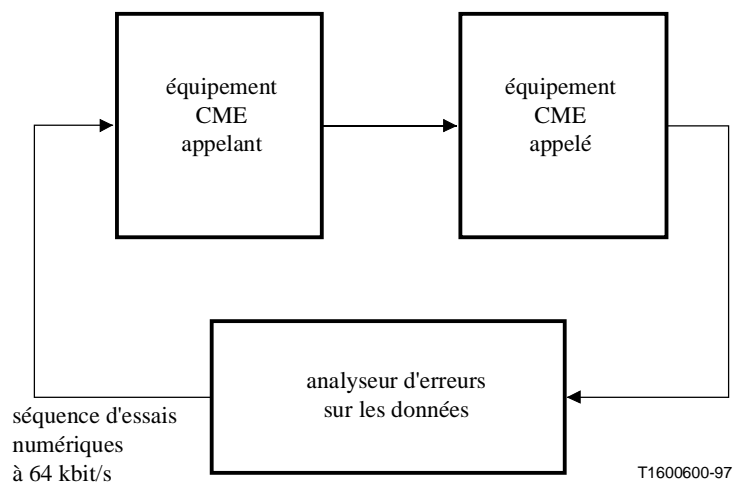 équipement
CME
appelant
équipement
CME
appelé
analyseur d'erreurs
sur les données
séquence d'essais
numériques
à 64 kbit/s
T1600600-97